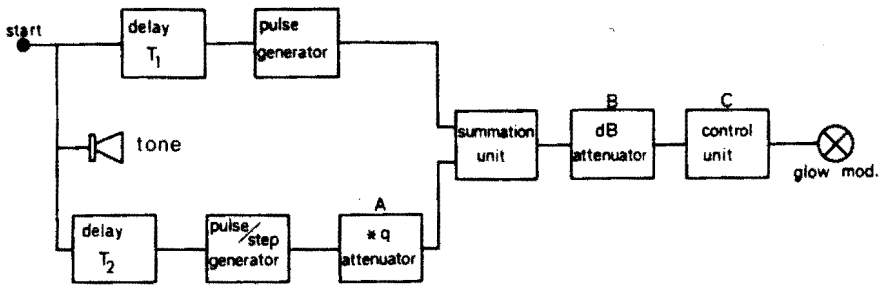 start
delay
T1
pulse
generator
tone
summation
unit
B
dB
attenuator
C
control
unit
glow mod.
delay
T2
pulse/step
generator
A
*q
attenuator